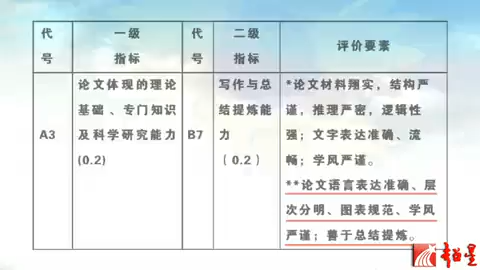 代号 一级指标 代号 二级指标 评价要素
A3
论文体现的理论
基础、专门知识
及科学研究能力
(0.2)
B7
写作与总
结提炼能
力
（0.2）
*论文材料翔实，结构严
谨，推理严密，逻辑性
强；文字表达准确、流
畅；学风严谨。
**论文语言表达准确、层
次分明、图表规范、学风
严谨；善于总结提炼。